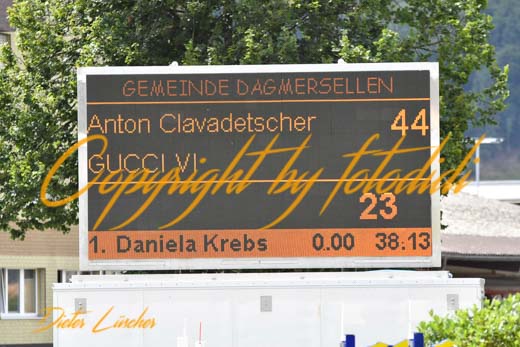 GEMEINDE DAGMERSELLEN
Anton Clavadetscher 44
GUCCI VI
Copyright by fotodidi
23
1. Daniela Krebs 0.00 38:13
Dieter Lüscher